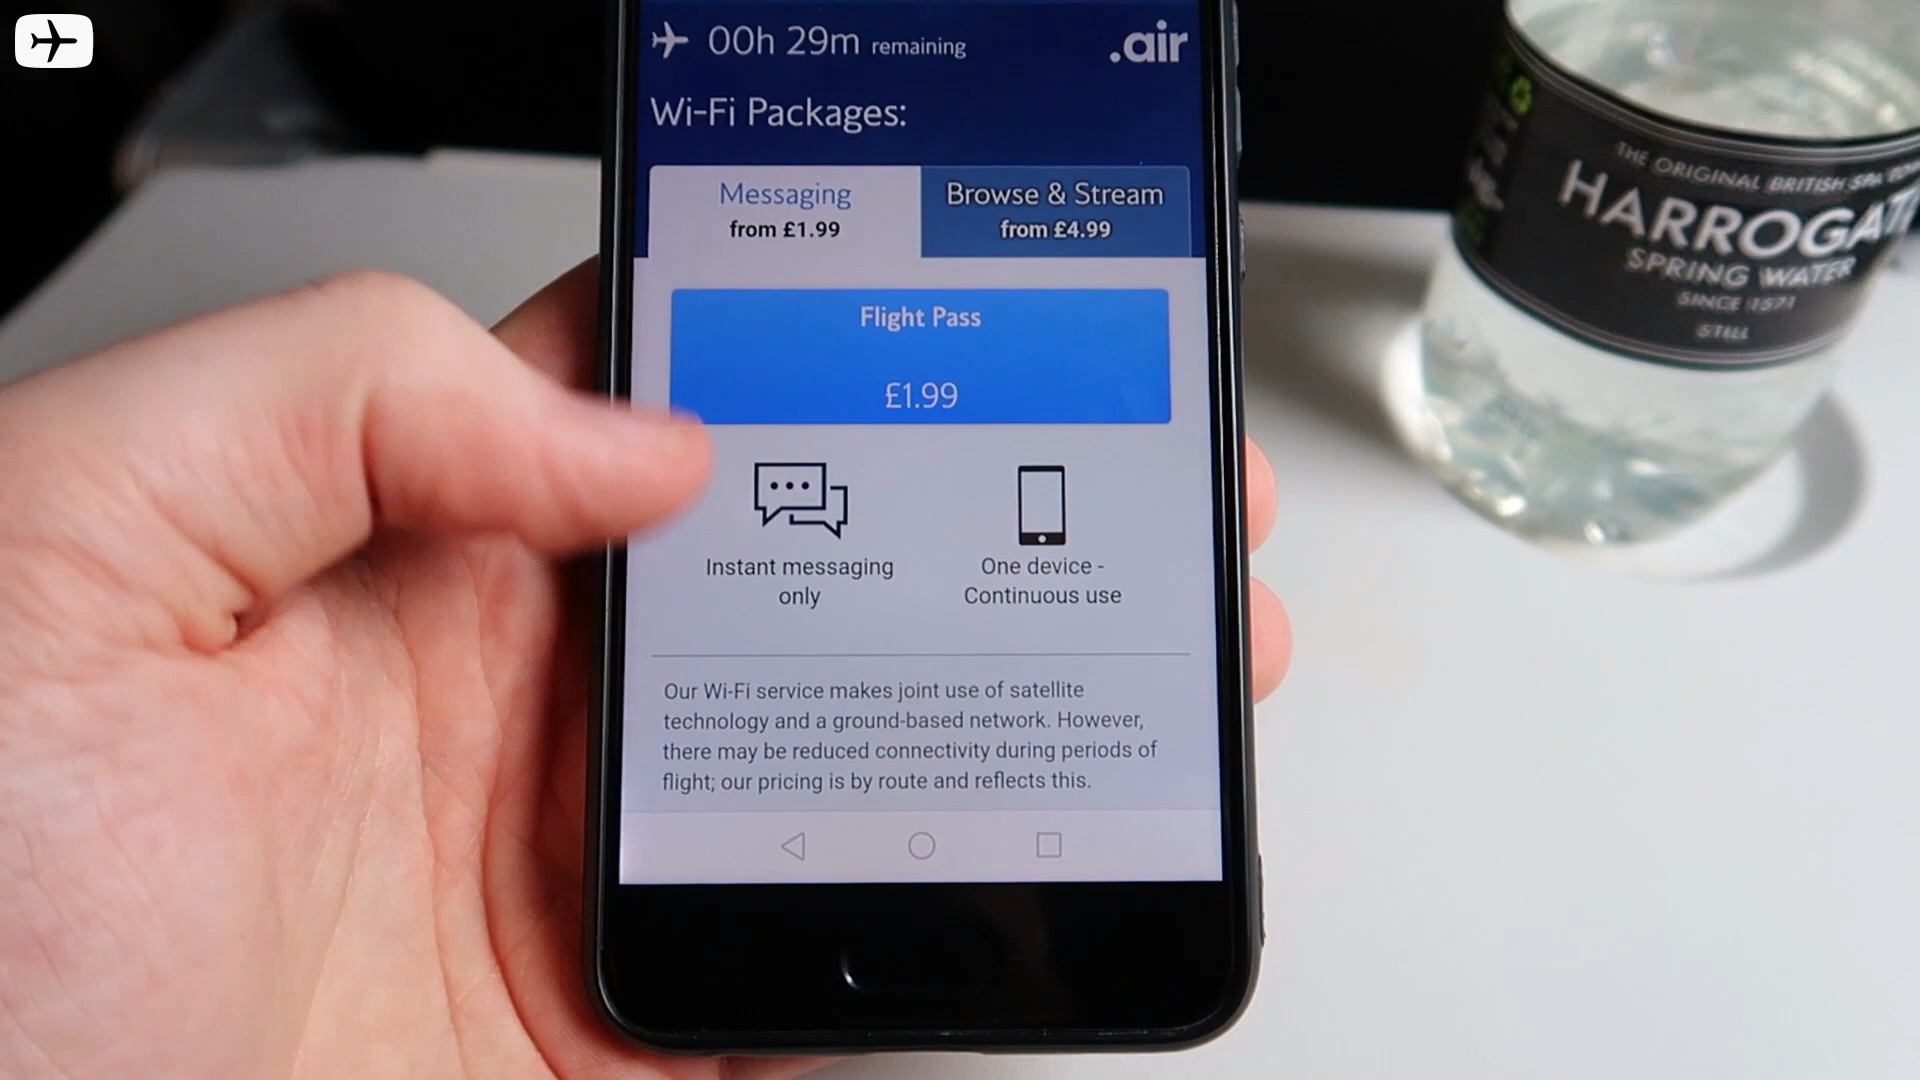 00h 29m remaining
.air
Wi-Fi Packages:
Messaging
from £1.99
Browse & Stream
from £4.99
Flight Pass
£1.99
Instant messaging
only
One device -
Continuous use
Our Wi-Fi service makes joint use of satellite
technology and a ground-based network. However,
there may be reduced connectivity during periods of
flight; our pricing is by route and reflects this.
THE ORIGINAL BRITISH SPA
HARROGAT
SPRING WATER
SINCE 1571
STILL